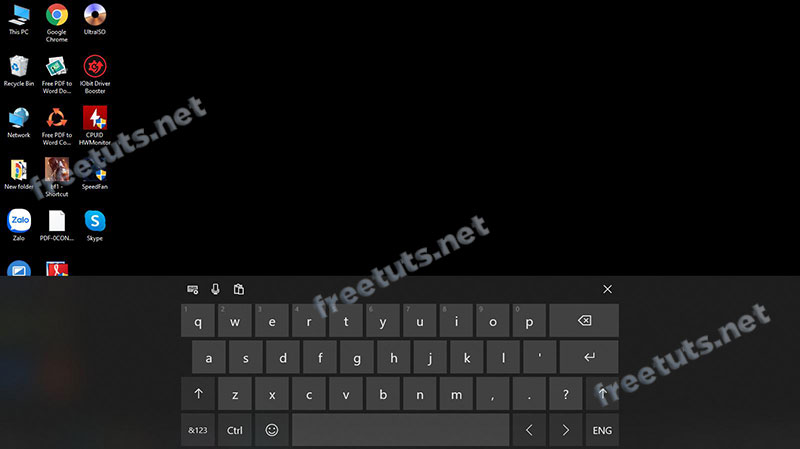 This PC
Google
Chrome
UltraISO
Recycle Bin
Free PDF to
Word Do...
IObit Driver
Booster
Network
Free PDF to
Word Co...
CPUID
HWMonitor
New folder
bf1 -
Shortcut
SpeedFan
Zalo
Zalo
PDF-0CON...
Skype
freetuts.net
freetuts.net
freetuts.net
1 2 3 4 5 6 7 8 9 0
q w e r t y u i o p
a s d f g h j k l '
z x c v b n m , . ?
&123 Ctrl ENG